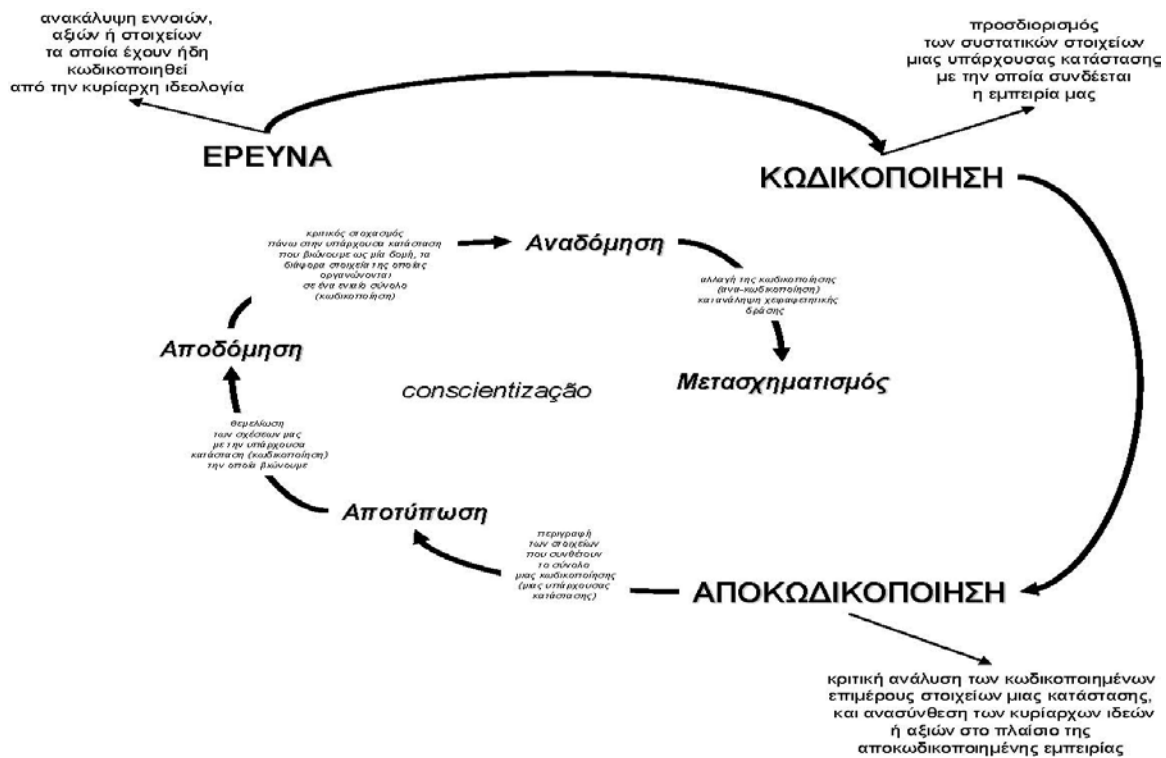 ανακάλυψη εννοιών,
αξιών ή στοιχείων
τα οποία έχουν ήδη
κωδικοποιηθεί
από την κυρίαρχη ιδεολογία
ΕΡΕΥΝΑ
προσδιορισμός
των συστατικών στοιχείων
μιας υπάρχουσας κατάστασης
με την οποία συνδέεται
η εμπειρία μας
ΚΩΔΙΚΟΠΟΙΗΣΗ
κριτικός στοχασμός
πάνω στην υπάρχουσα κατάσταση
που βιώνουμε ως μία δομή, τα
διάφορα στοιχεία της οποίας
οργανώνονται
σε ένα ενιαίο σύνολο
(κωδικοποίηση)
Αναδόμηση
αλλαγή της κωδικοποίησης
(ανα-κωδικοποίηση)
και ανάληψη χειραφετητικής
δράσης
Αποδόμηση
Μετασχηματισμός
conscientização
θεμελίωση
των σχέσεων μας
με την υπάρχουσα
κατάσταση (κωδικοποίηση)
την οποία βιώνουμε
Αποτύπωση
περιγραφή
των στοιχείων
που συνθέτουν
το σύνολο
μιας κωδικοποίησης
(μιας υπάρχουσας
κατάστασης)
ΑΠΟΚΩΔΙΚΟΠΟΙΗΣΗ
κριτική ανάλυση των κωδικοποιημένων
επιμέρους στοιχείων μιας κατάστασης,
και ανασύνθεση των κυρίαρχων ιδεών
ή αξιών στο πλαίσιο της
αποκωδικοποιημένης εμπειρίας